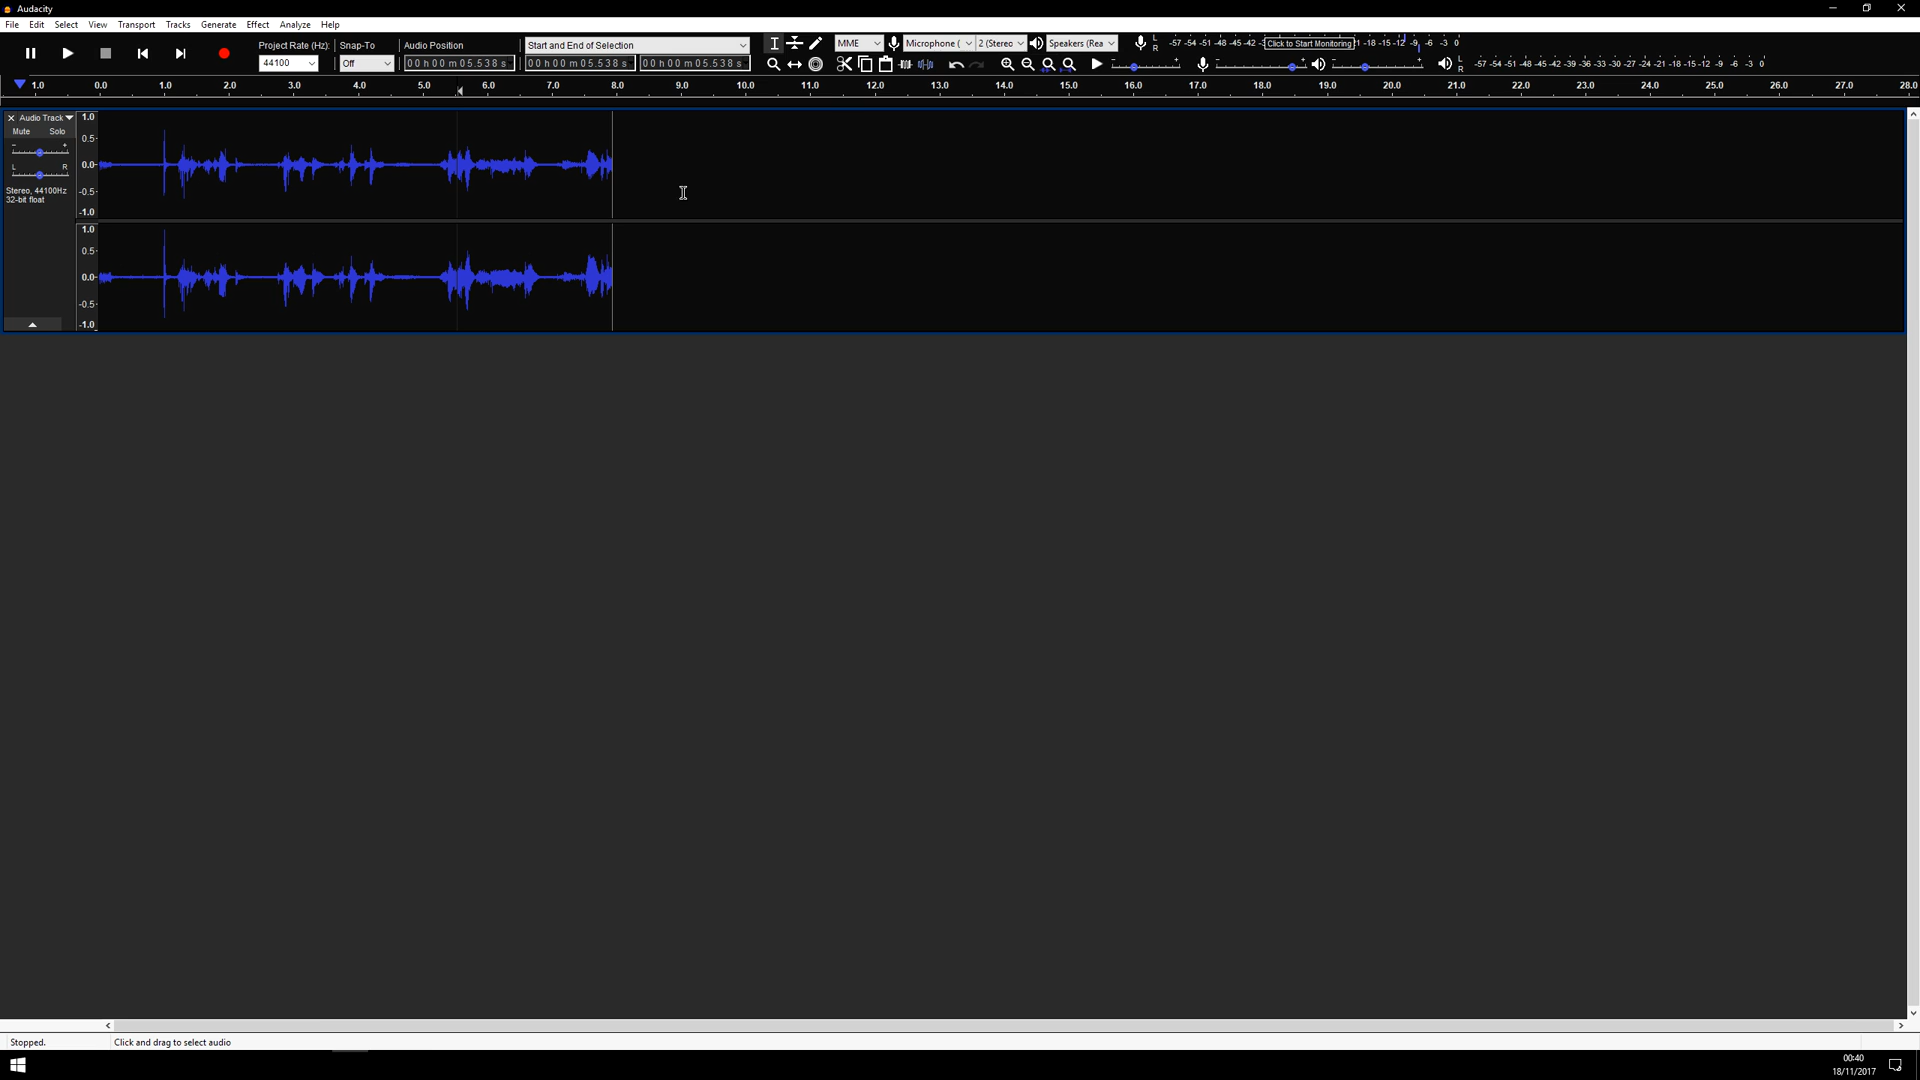 Audacity
File Edit Select View Transport Tracks Generate Effect Analyze Help
Project Rate (Hz): Snap-To Audio Position Start and End of Selection
MME Microphone ( 2 (Stereo Speakers (Rea L R -57 -54 -51 -48 -45 -42 -3 Click to Start Monitoring -18 -15 -12 -9 -6 -3 0
44100 Off 00 h 00 m 05.538 s 00 h 00 m 05.538 s 00 h 00 m 05.538 s
L R -57 -54 -51 -48 -45 -42 -39 -36 -33 -30 -27 -24 -21 -18 -15 -12 -9 -6 -3 0
1.0 0.0 1.0 2.0 3.0 4.0 5.0 6.0 7.0 8.0 9.0 10.0 11.0 12.0 13.0 14.0 15.0 16.0 17.0 18.0 19.0 20.0 21.0 22.0 23.0 24.0 25.0 26.0 27.0 28.0
Audio Track
Mute Solo
L R
Stereo, 44100Hz
32-bit float
1.0
0.5
0.0
-0.5
-1.0
1.0
0.5
0.0
-0.5
-1.0
Stopped. Click and drag to select audio
00:40
18/11/2017